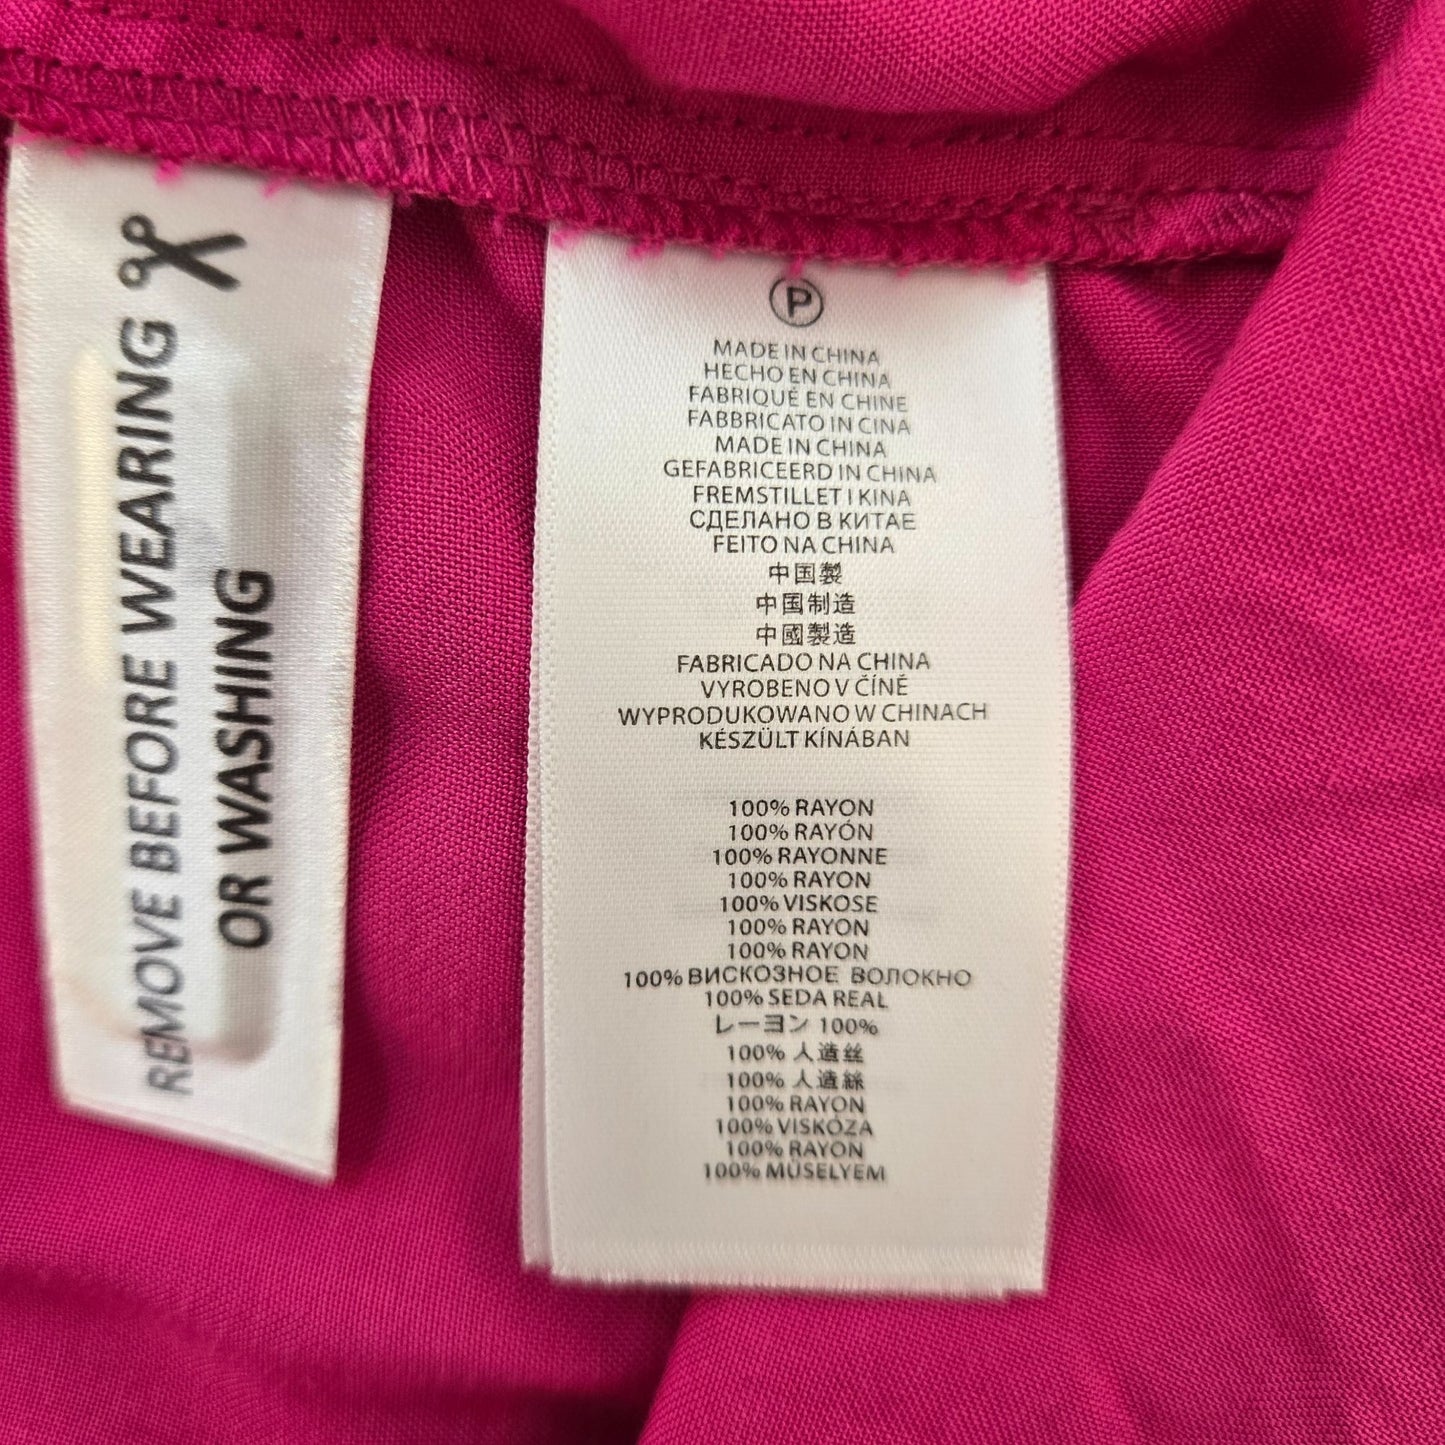 REMOVE BEFORE WEARING
OR WASHING
P
MADE IN CHINA
HECHO EN CHINA
FABRIQUÉ EN CHINE
FABBRICATO IN CINA
MADE IN CHINA
GEFABRICEERD IN CHINA
FREMSTILLET I KINA
СДЕЛАНО В КИТАЕ
FEITO NA CHINA
中国製
中国制造
中國製造
FABRICADO NA CHINA
VYROBENO V ČÍNĚ
WYPRODUKOWANO W CHINACH
KÉSZÜLT KÍNÁBAN
100% RAYON
100% RAYÓN
100% RAYONNE
100% RAYON
100% VISKOSE
100% RAYON
100% RAYON
100% ВИСКОЗНОЕ ВОЛОКНО
100% SEDA REAL
レーヨン 100%
100% 人造丝
100% 人造絲
100% RAYON
100% VISKÓZA
100% RAYON
100% MŰSELYEM